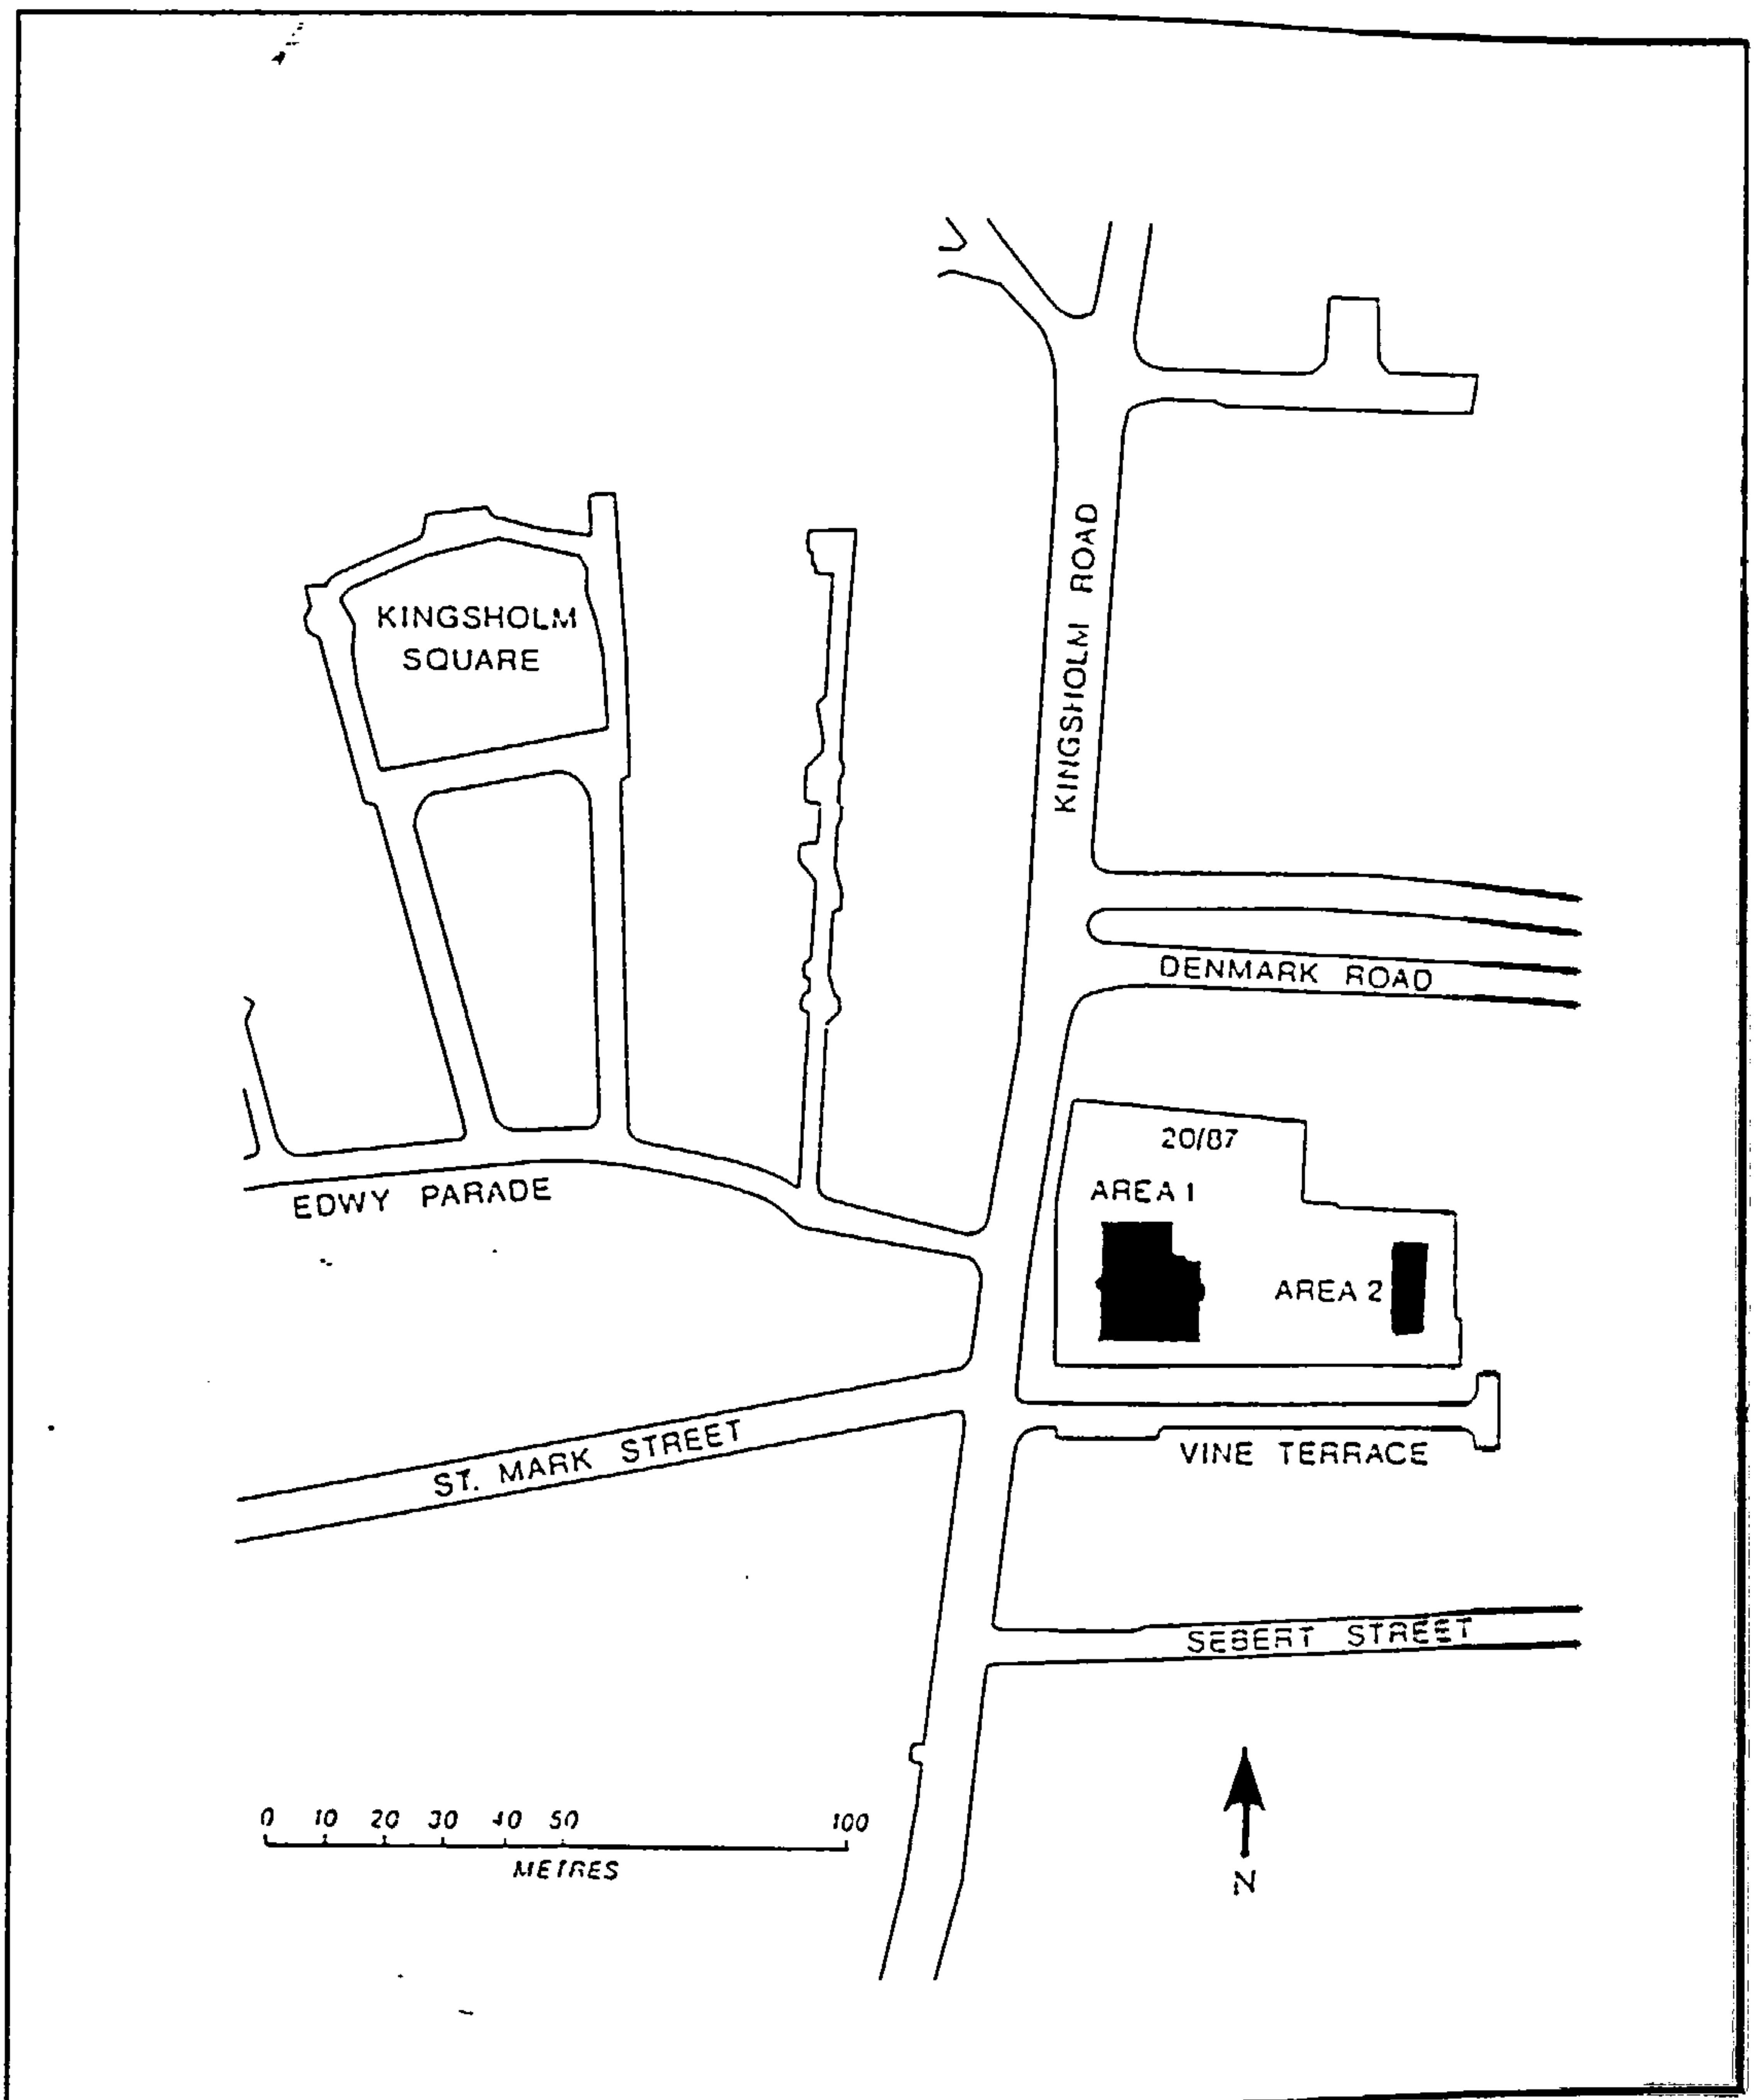 KINGSHOLM
SQUARE
KINGSHOLM ROAD
DENMARK ROAD
20/87
AREA 1
AREA 2
EDWY PARADE
ST. MARK STREET
VINE TERRACE
SEBERT STREET
0 10 20 30 40 50 100
METRES
N